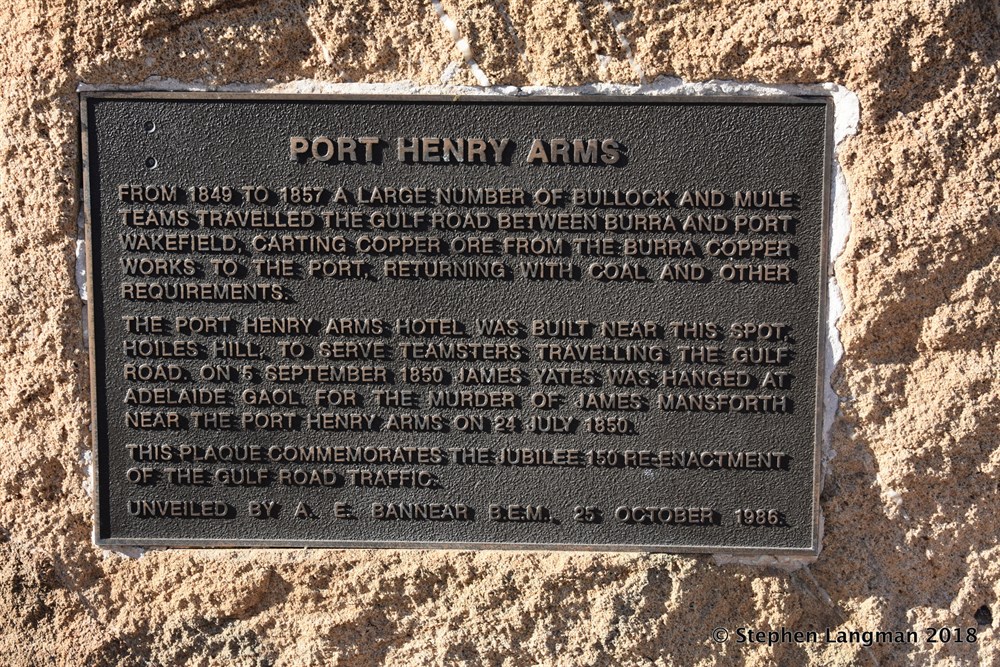 PORT HENRY ARMS
FROM 1849 TO 1857 A LARGE NUMBER OF BULLOCK AND MULE
TEAMS TRAVELLED THE GULF ROAD BETWEEN BURRA AND PORT
WAKEFIELD, CARTING COPPER ORE FROM THE BURRA COPPER
WORKS TO THE PORT, RETURNING WITH COAL AND OTHER
REQUIREMENTS.
THE PORT HENRY ARMS HOTEL WAS BUILT NEAR THIS SPOT,
HOILES HILL, TO SERVE TEAMSTERS TRAVELLING THE GULF
ROAD. ON 5 SEPTEMBER 1850 JAMES YATES WAS HANGED AT
ADELAIDE GAOL FOR THE MURDER OF JAMES MANSFORTH
NEAR THE PORT HENRY ARMS ON 24 JULY 1850.
THIS PLAQUE COMMEMORATES THE JUBILEE 150 RE-ENACTMENT
OF THE GULF ROAD TRAFFIC.
UNVEILED BY A. E. BANNEAR B.E.M., 25 OCTOBER 1986.
© Stephen Langman 2018